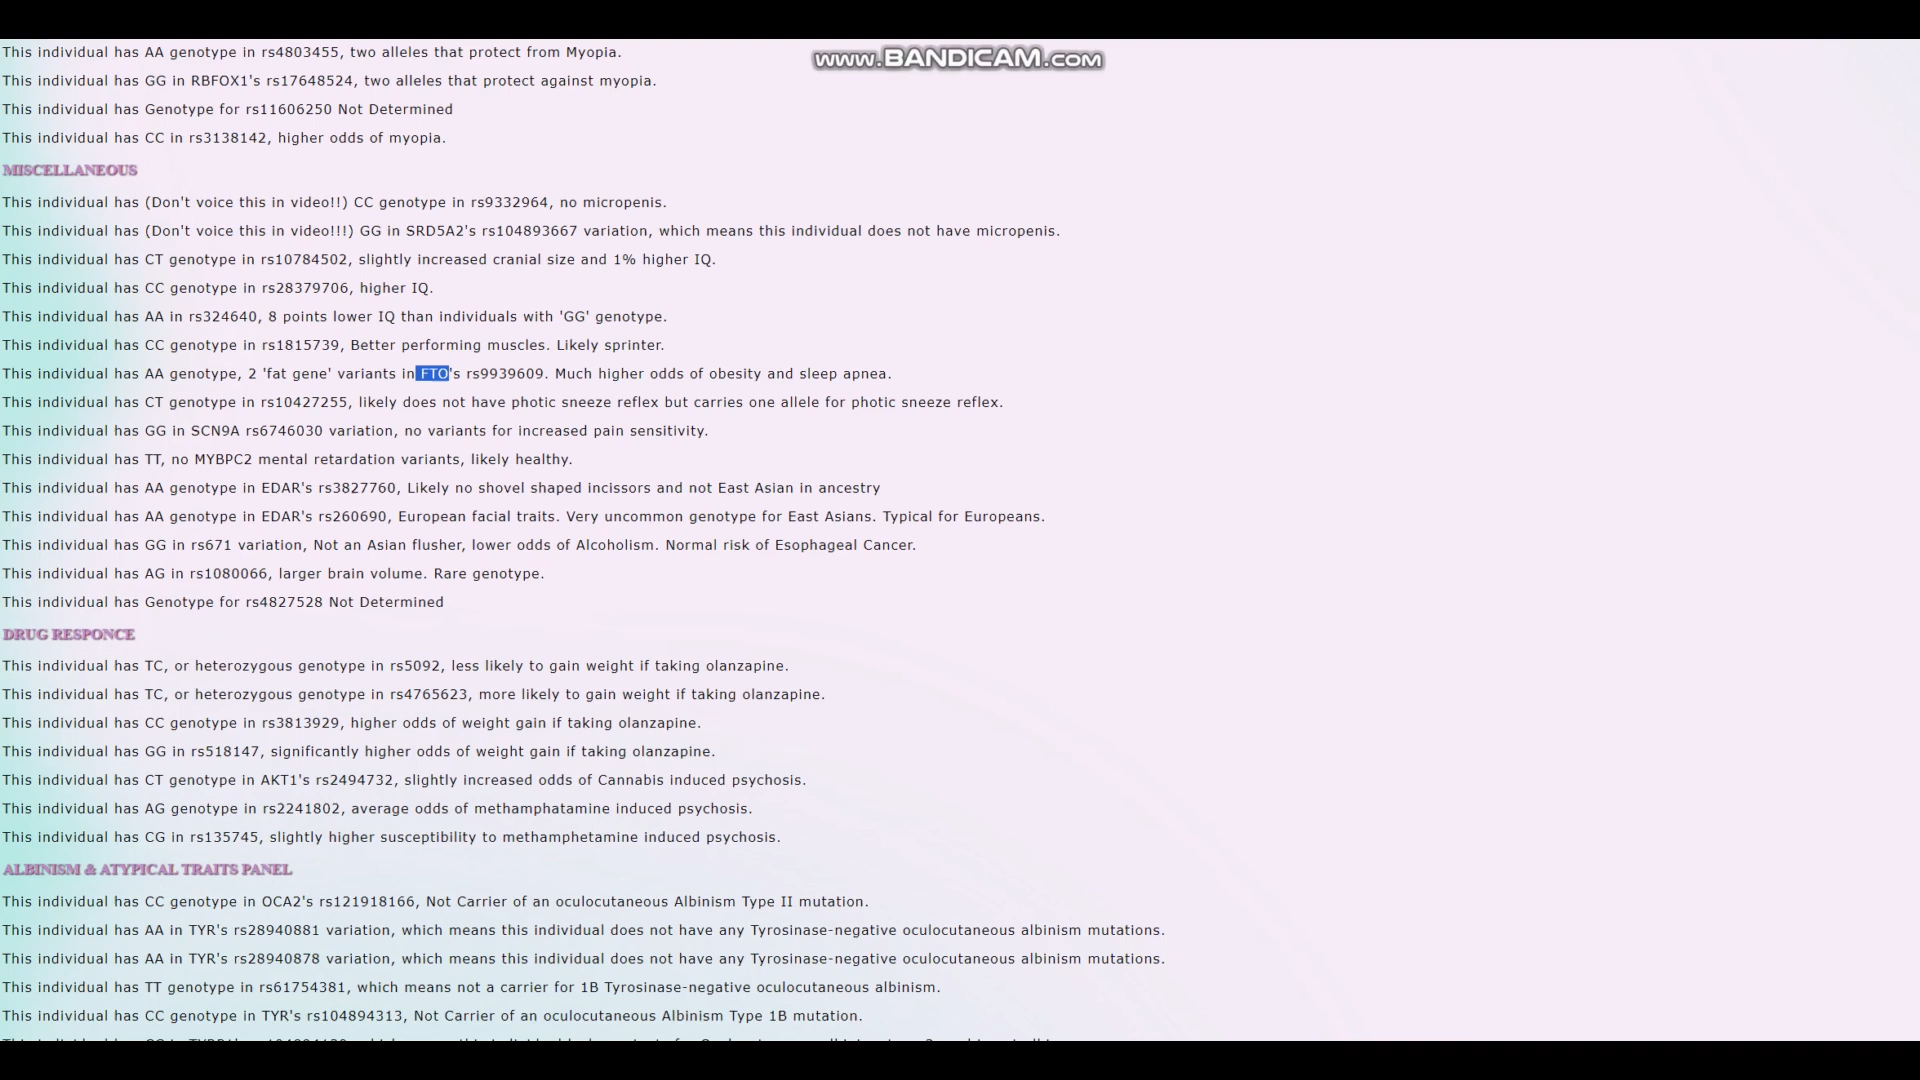 www.BANDICAM.com
This individual has AA genotype in rs4803455, two alleles that protect from Myopia.
This individual has GG in RBFOX1's rs17648524, two alleles that protect against myopia.
This individual has Genotype for rs11606250 Not Determined
This individual has CC in rs3138142, higher odds of myopia.
MISCELLANEOUS
This individual has (Don't voice this in video!!) CC genotype in rs9332964, no micropenis.
This individual has (Don't voice this in video!!!) GG in SRD5A2's rs104893667 variation, which means this individual does not have micropenis.
This individual has CT genotype in rs10784502, slightly increased cranial size and 1% higher IQ.
This individual has CC genotype in rs28379706, higher IQ.
This individual has AA in rs324640, 8 points lower IQ than individuals with 'GG' genotype.
This individual has CC genotype in rs1815739, Better performing muscles. Likely sprinter.
This individual has AA genotype, 2 'fat gene' variants in FTO's rs9939609. Much higher odds of obesity and sleep apnea.
This individual has CT genotype in rs10427255, likely does not have photic sneeze reflex but carries one allele for photic sneeze reflex.
This individual has GG in SCN9A rs6746030 variation, no variants for increased pain sensitivity.
This individual has TT, no MYBPC2 mental retardation variants, likely healthy.
This individual has AA genotype in EDAR's rs3827760, Likely no shovel shaped incissors and not East Asian in ancestry
This individual has AA genotype in EDAR's rs260690, European facial traits. Very uncommon genotype for East Asians. Typical for Europeans.
This individual has GG in rs671 variation, Not an Asian flusher, lower odds of Alcoholism. Normal risk of Esophageal Cancer.
This individual has AG in rs1080066, larger brain volume. Rare genotype.
This individual has Genotype for rs4827528 Not Determined
DRUG RESPONCE
This individual has TC, or heterozygous genotype in rs5092, less likely to gain weight if taking olanzapine.
This individual has TC, or heterozygous genotype in rs4765623, more likely to gain weight if taking olanzapine.
This individual has CC genotype in rs3813929, higher odds of weight gain if taking olanzapine.
This individual has GG in rs518147, significantly higher odds of weight gain if taking olanzapine.
This individual has CT genotype in AKT1's rs2494732, slightly increased odds of Cannabis induced psychosis.
This individual has AG genotype in rs2241802, average odds of methamphatamine induced psychosis.
This individual has CG in rs135745, slightly higher susceptibility to methamphetamine induced psychosis.
ALBINISM & ATYPICAL TRAITS PANEL
This individual has CC genotype in OCA2's rs121918166, Not Carrier of an oculocutaneous Albinism Type II mutation.
This individual has AA in TYR's rs28940881 variation, which means this individual does not have any Tyrosinase-negative oculocutaneous albinism mutations.
This individual has AA in TYR's rs28940878 variation, which means this individual does not have any Tyrosinase-negative oculocutaneous albinism mutations.
This individual has TT genotype in rs61754381, which means not a carrier for 1B Tyrosinase-negative oculocutaneous albinism.
This individual has CC genotype in TYR's rs104894313, Not Carrier of an oculocutaneous Albinism Type 1B mutation.